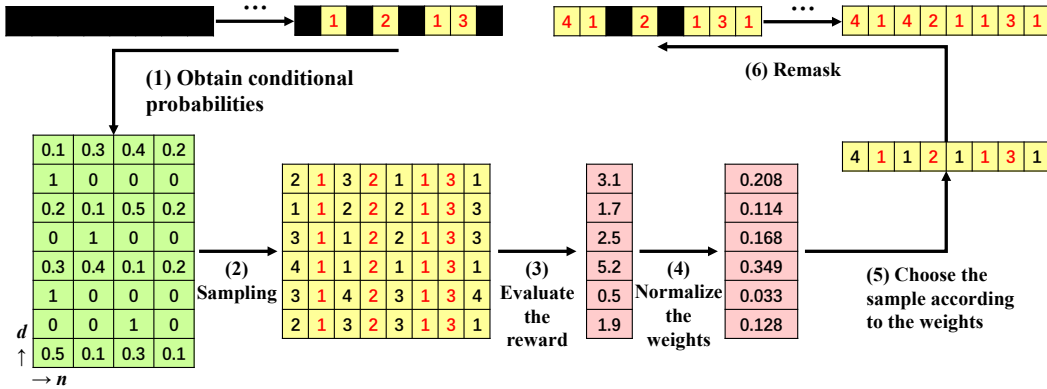 ... ...
1 2 1 3
4 1 2 1 3 1
4 1 4 2 1 1 3 1
(1) Obtain conditional
probabilities
(6) Remask
0.1 0.3 0.4 0.2
1 0 0 0
0.2 0.1 0.5 0.2
0 1 0 0
0.3 0.4 0.1 0.2
1 0 0 0
0 0 1 0
0.5 0.1 0.3 0.1
d
↑
→ n
(2)
Sampling
2 1 3 2 1 1 3 1
1 1 2 2 2 1 3 3
3 1 1 2 2 1 3 3
4 1 1 2 1 1 3 1
3 1 4 2 3 1 3 4
2 1 3 2 3 1 3 1
(3)
Evaluate
the
reward
3.1
1.7
2.5
5.2
0.5
1.9
(4)
Normalize
the
weights
0.208
0.114
0.168
0.349
0.033
0.128
4 1 1 2 1 1 3 1
(5) Choose the
sample according
to the weights